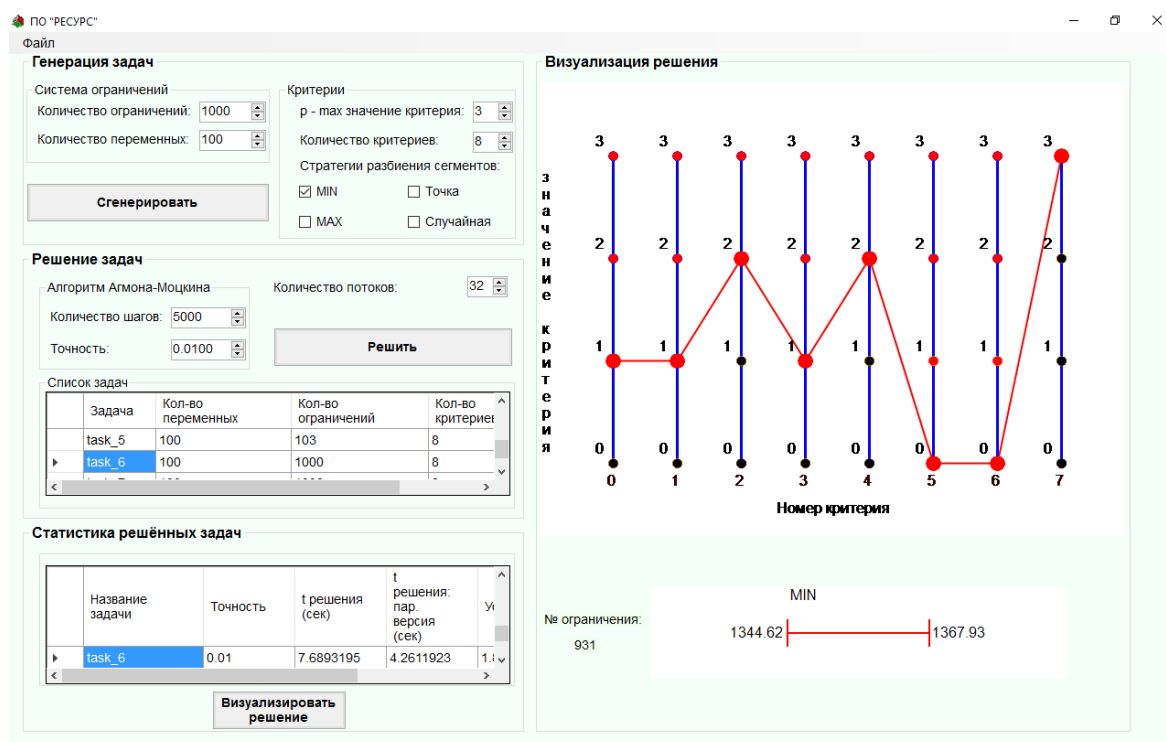 ПО "РЕСУРС"
Файл
Генерация задач
Система ограничений
Количество ограничений: 1000
Количество переменных: 100
Сгенерировать
Критерии
p - max значение критерия: 3
Количество критериев: 8
Стратегии разбиения сегментов:
MIN Точка
MAX Случайная
Решение задач
Алгоритм Агмона-Моцкина
Количество шагов: 5000
Точность: 0.0100
Количество потоков: 32
Решить
Список задач
Задача Кол-во переменных Кол-во ограничений Кол-во критериев
task_5 100 103 8
task_6 100 1000 8
Статистика решённых задач
Название задачи Точность t решения (сек) t решения: пар. версия (сек)
task_6 0.01 7.6893195 4.2611923
Визуализировать
решение
Визуализация решения
значение критерия
3 3 3 3 3 3 3 3
2 2 2 2 2 2 2 2
1 1 1 1 1 1 1 1
0 0 0 0 0 0 0 0
0 1 2 3 4 5 6 7
Номер критерия
№ ограничения:
931
MIN
1344.62 1367.93